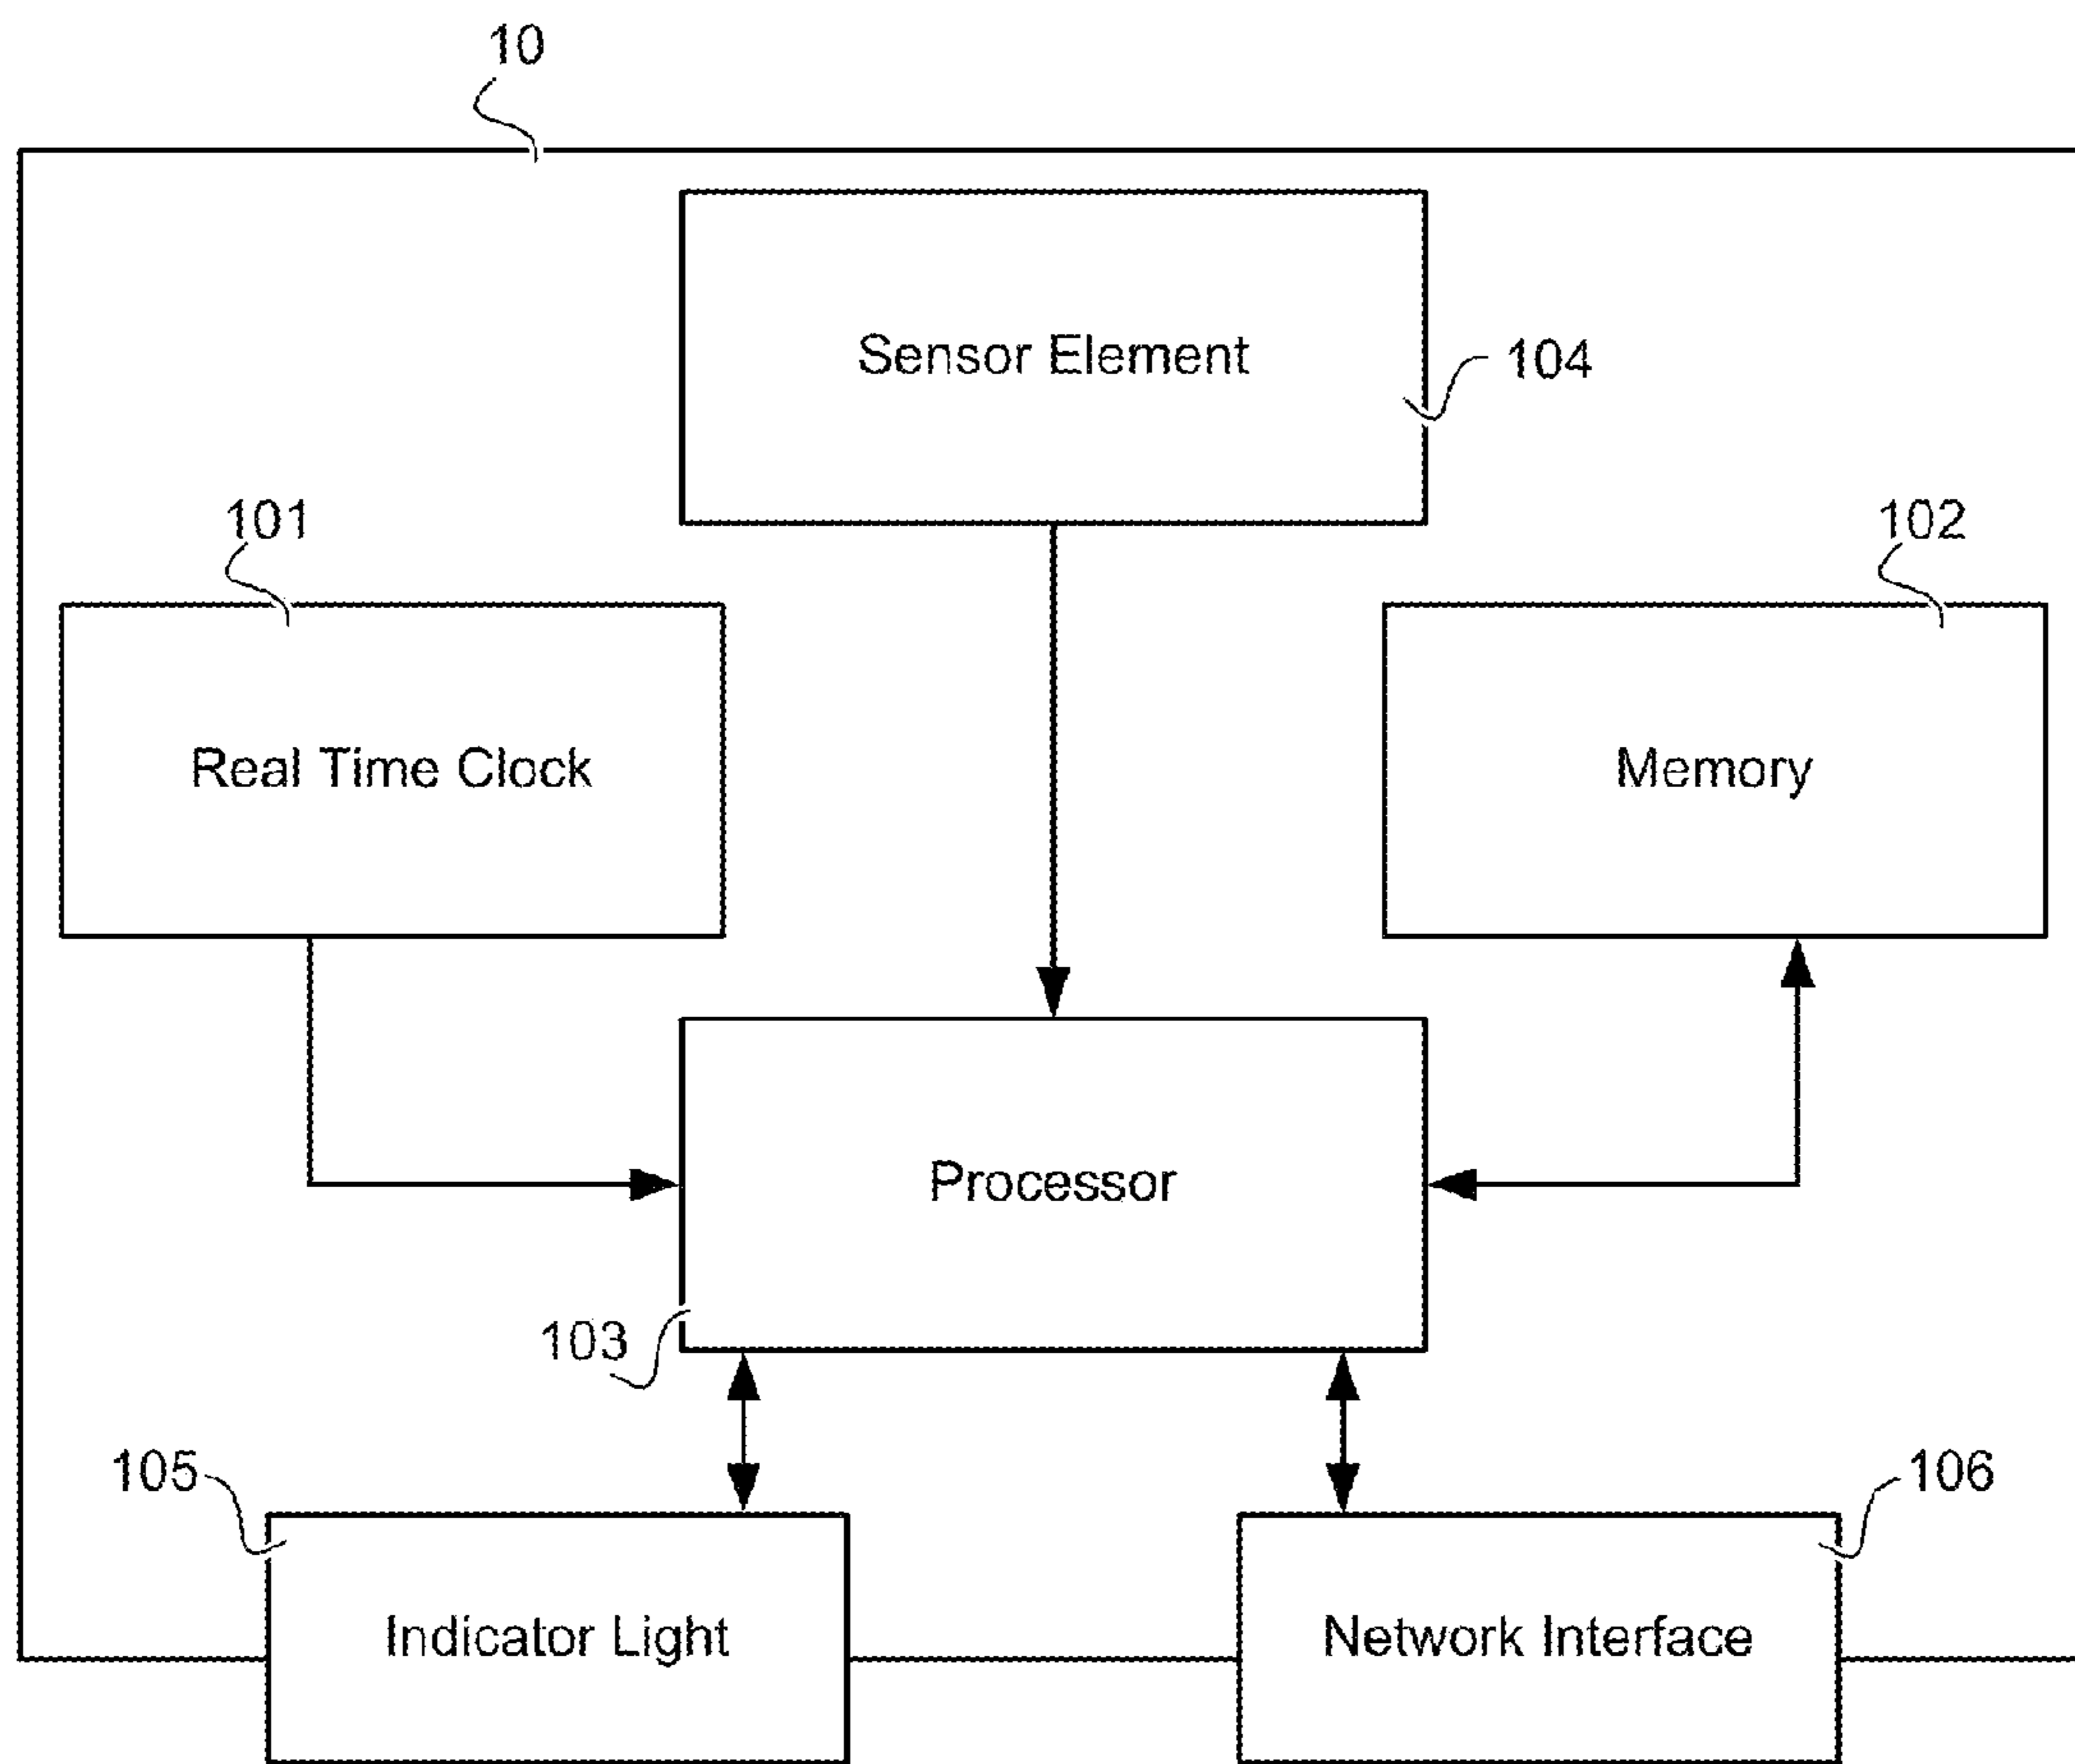 10
Sensor Element
104
101
102
Real Time Clock
Memory
Processor
103
105
106
Indicator Light
Network Interface